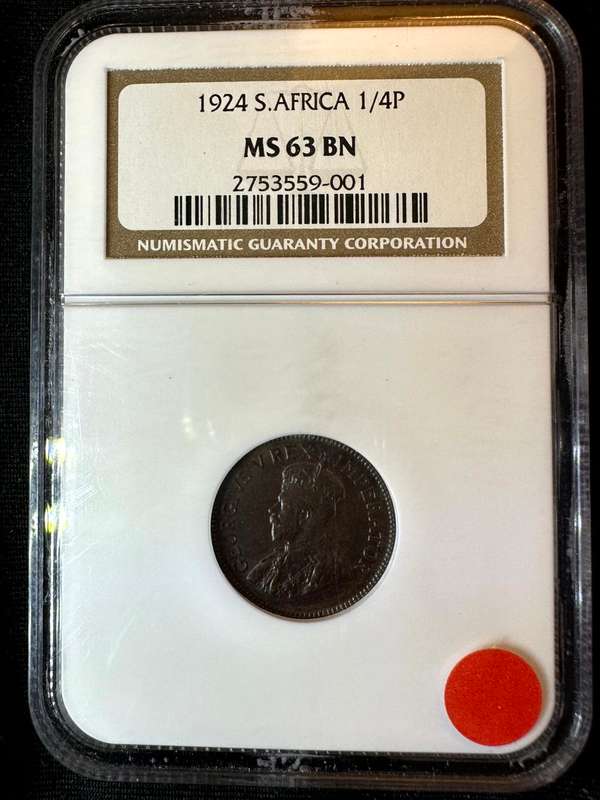 1924 S.AFRICA 1/4P
MS 63 BN
2753559-001
NUMISMATIC GUARANTY CORPORATION
GEORGIVS V REX IMPERATOR